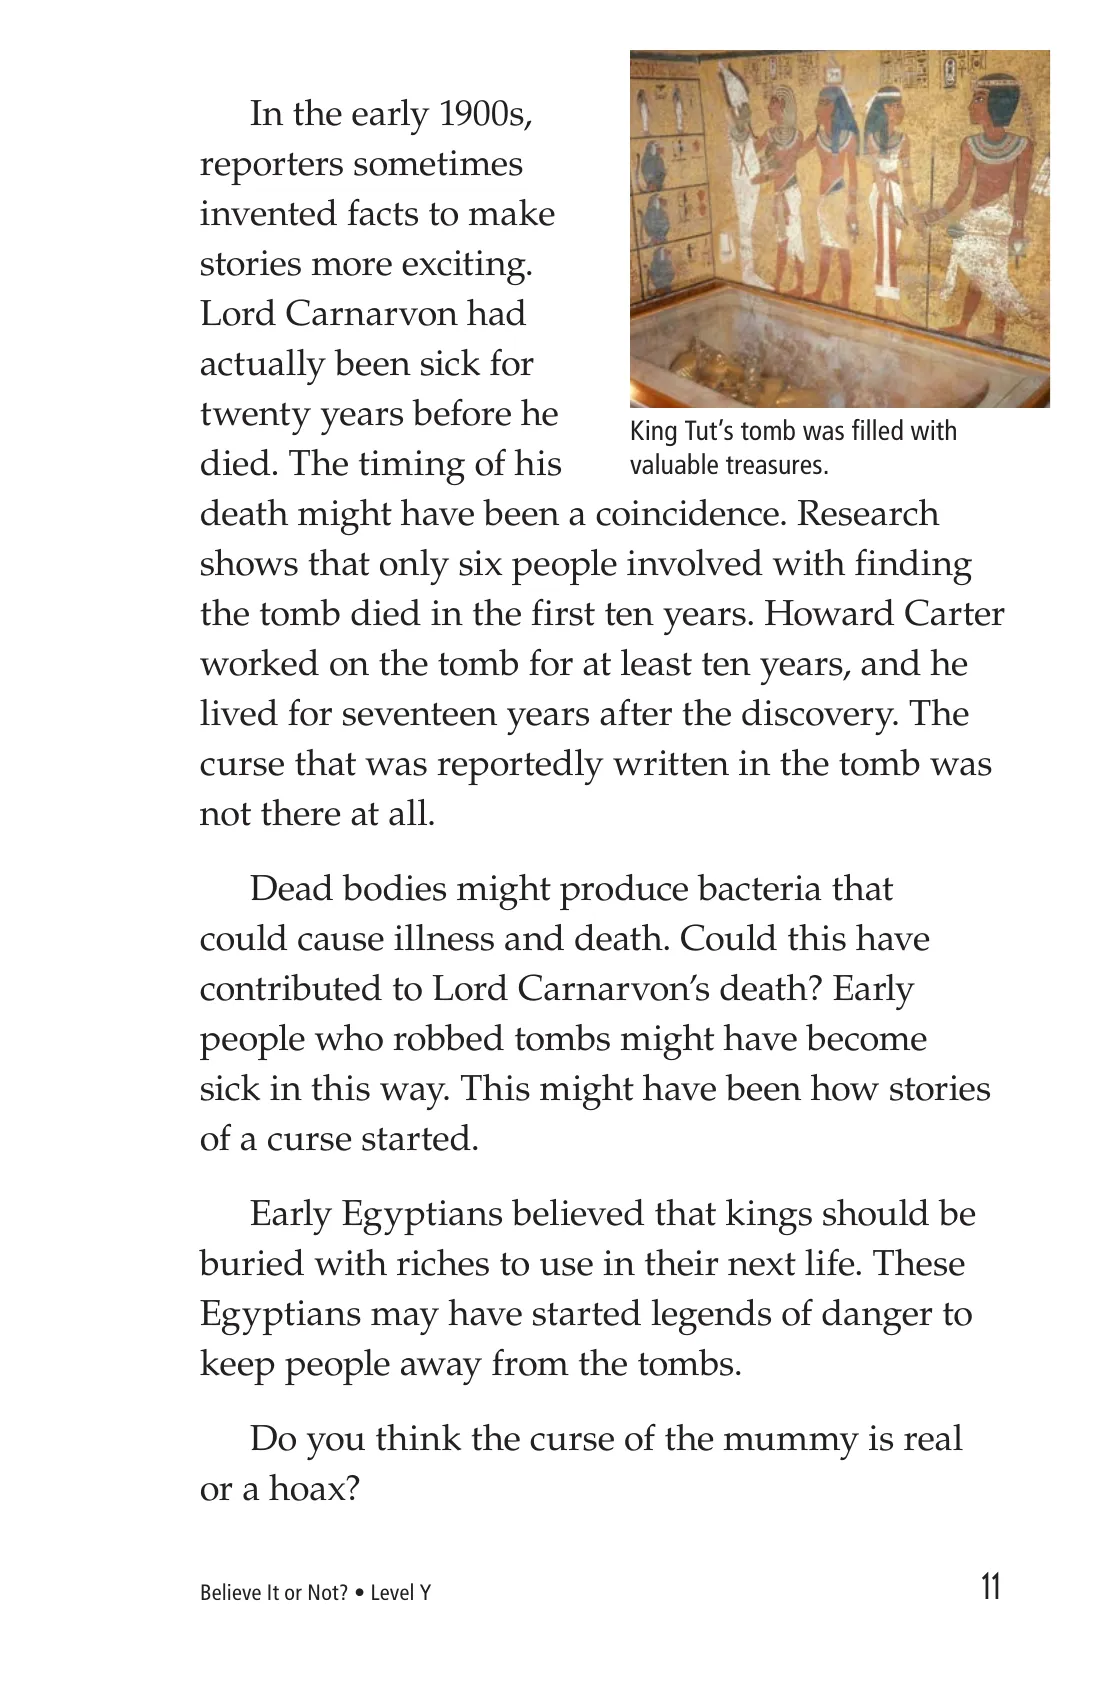 In the early 1900s,
reporters sometimes
invented facts to make
stories more exciting.
Lord Carnarvon had
actually been sick for
twenty years before he
died. The timing of his
King Tut’s tomb was filled with
valuable treasures.
death might have been a coincidence. Research
shows that only six people involved with finding
the tomb died in the first ten years. Howard Carter
worked on the tomb for at least ten years, and he
lived for seventeen years after the discovery. The
curse that was reportedly written in the tomb was
not there at all.
Dead bodies might produce bacteria that
could cause illness and death. Could this have
contributed to Lord Carnarvon’s death? Early
people who robbed tombs might have become
sick in this way. This might have been how stories
of a curse started.
Early Egyptians believed that kings should be
buried with riches to use in their next life. These
Egyptians may have started legends of danger to
keep people away from the tombs.
Do you think the curse of the mummy is real
or a hoax?
Believe It or Not? • Level Y
11